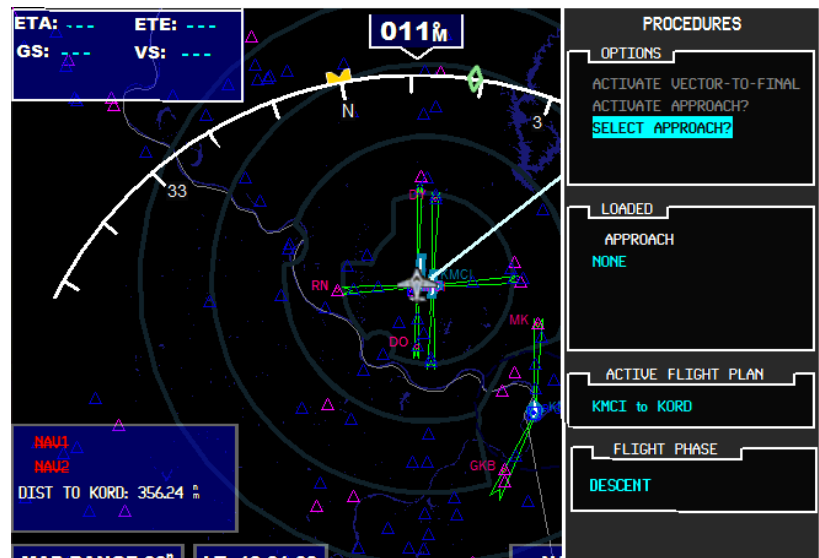 ETA: --- ETE: ---
GS: --- VS: ---
011°M
N
3
33
KMCI
RN
DO
MK
GKB
NAV1
NAV2
DIST TO KORD: 356.24 nm
PROCEDURES
OPTIONS
ACTIVATE VECTOR-TO-FINAL
ACTIVATE APPROACH?
SELECT APPROACH?
LOADED
APPROACH
NONE
ACTIVE FLIGHT PLAN
KMCI to KORD
FLIGHT PHASE
DESCENT